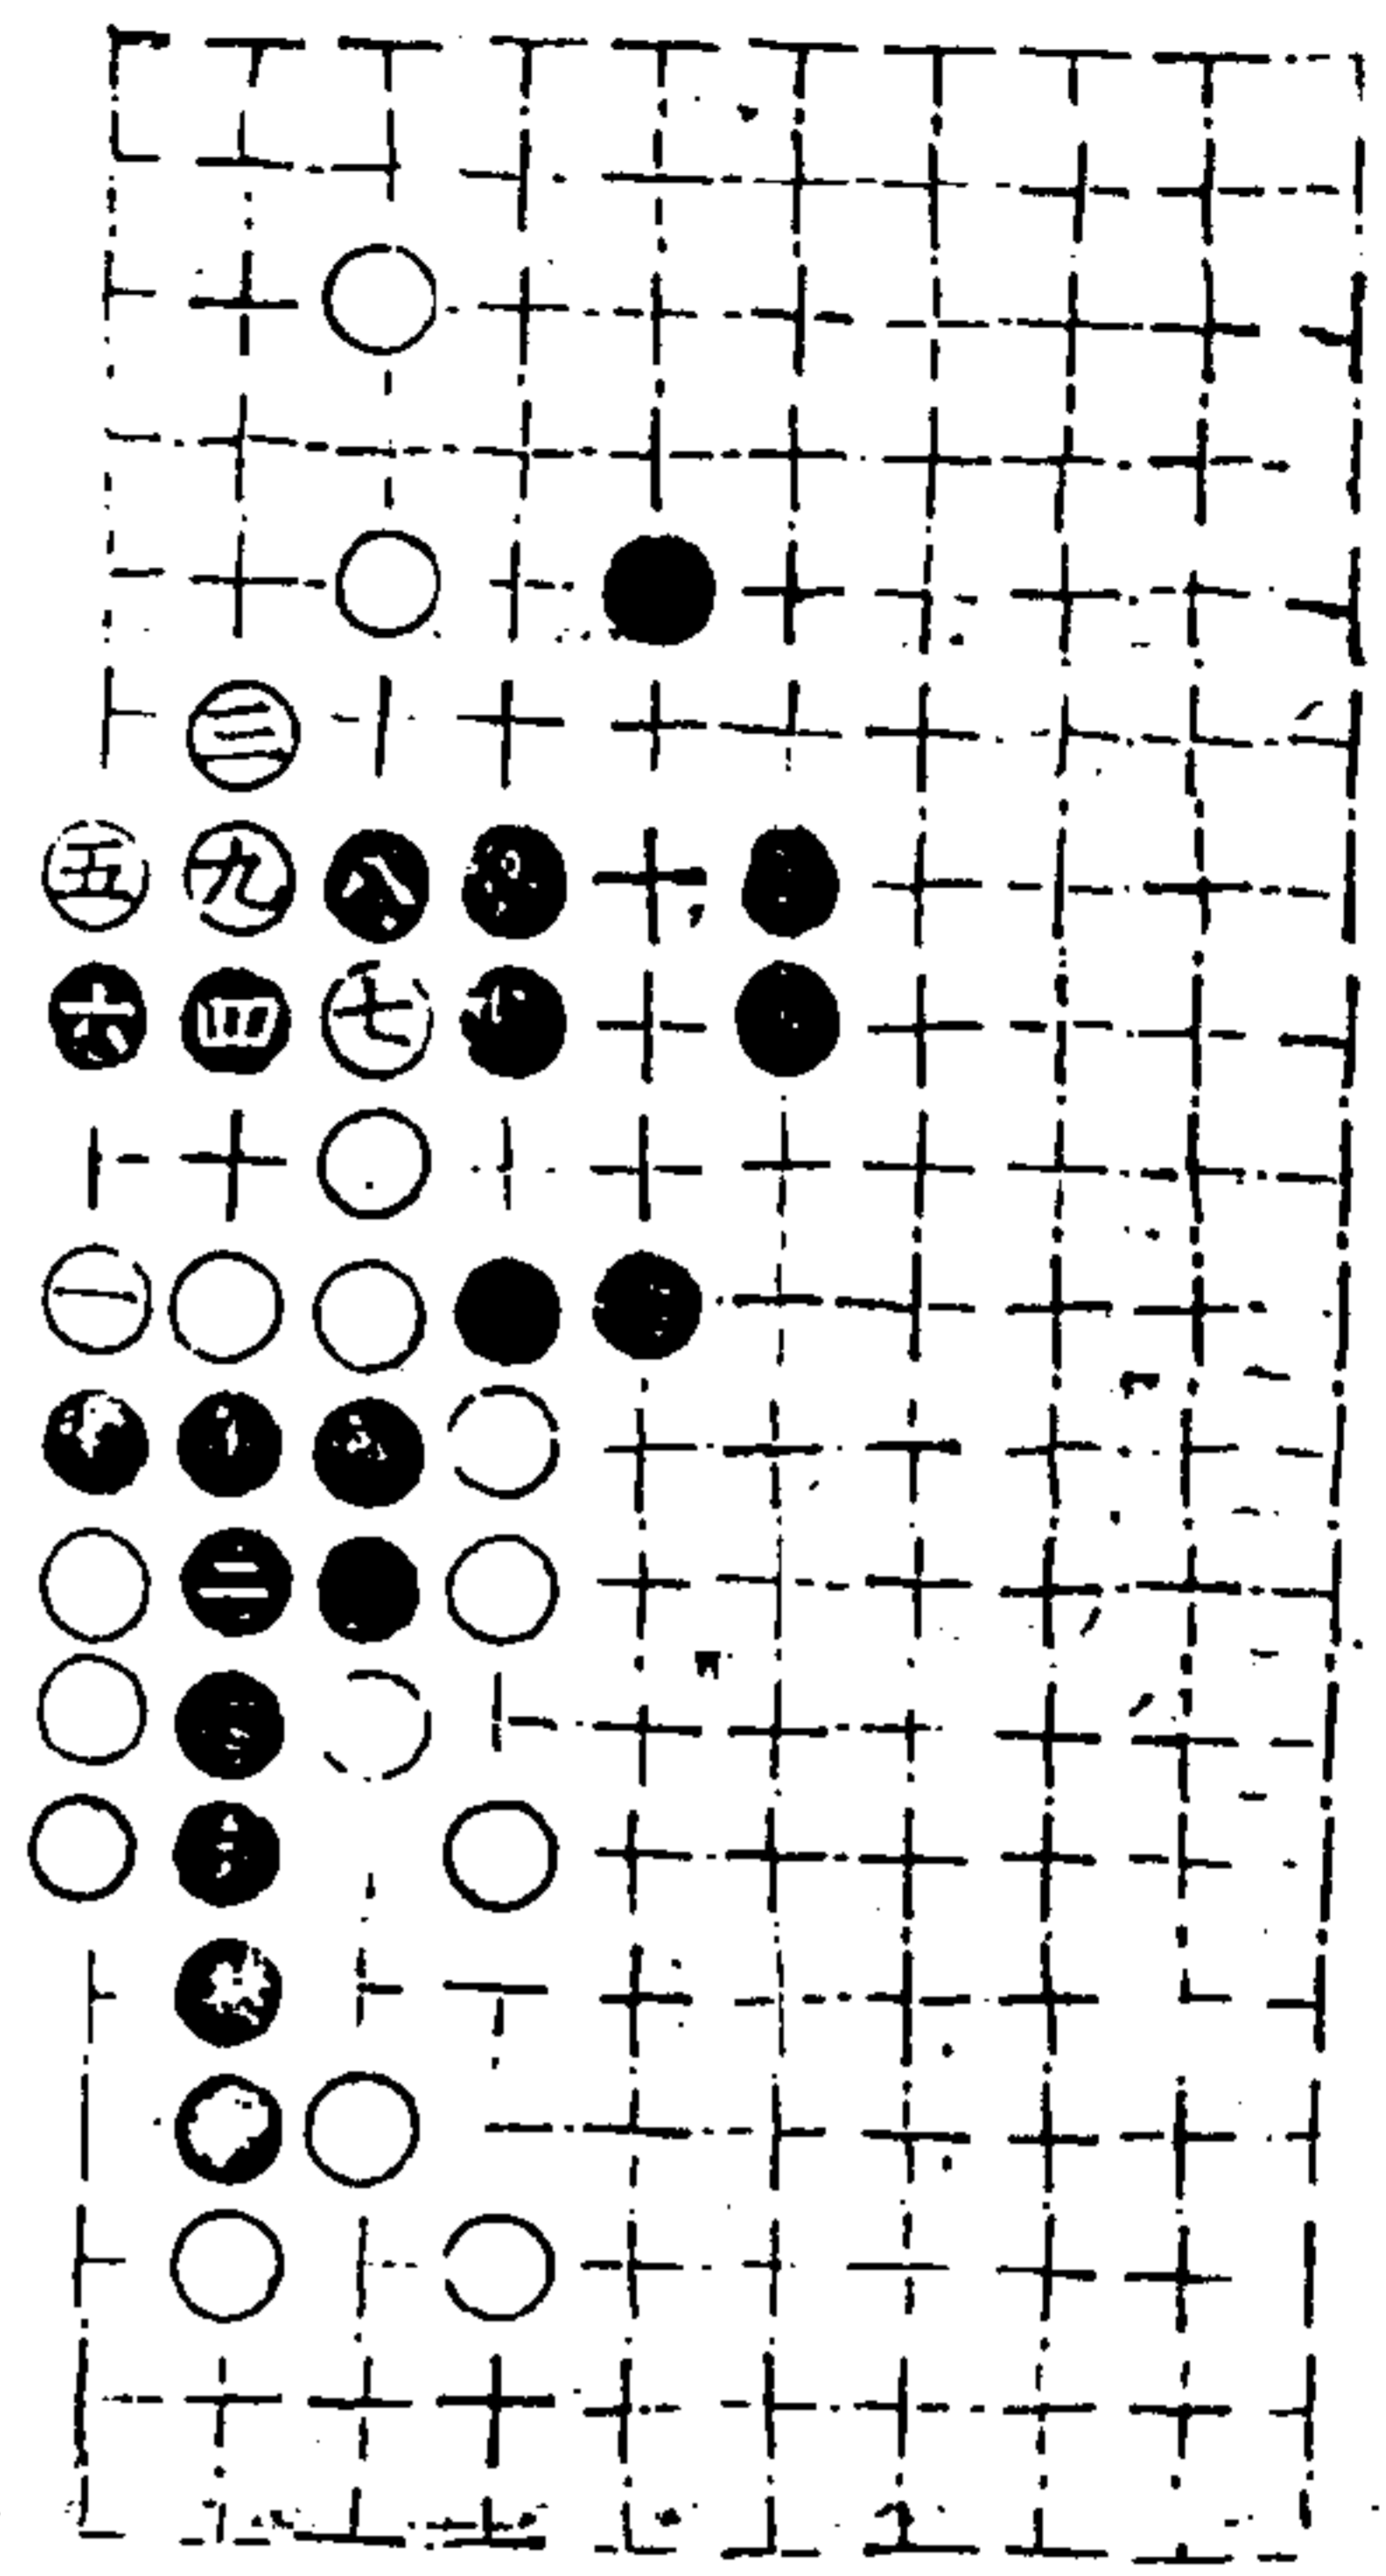 三
五 九 八
六 四 七
一
二